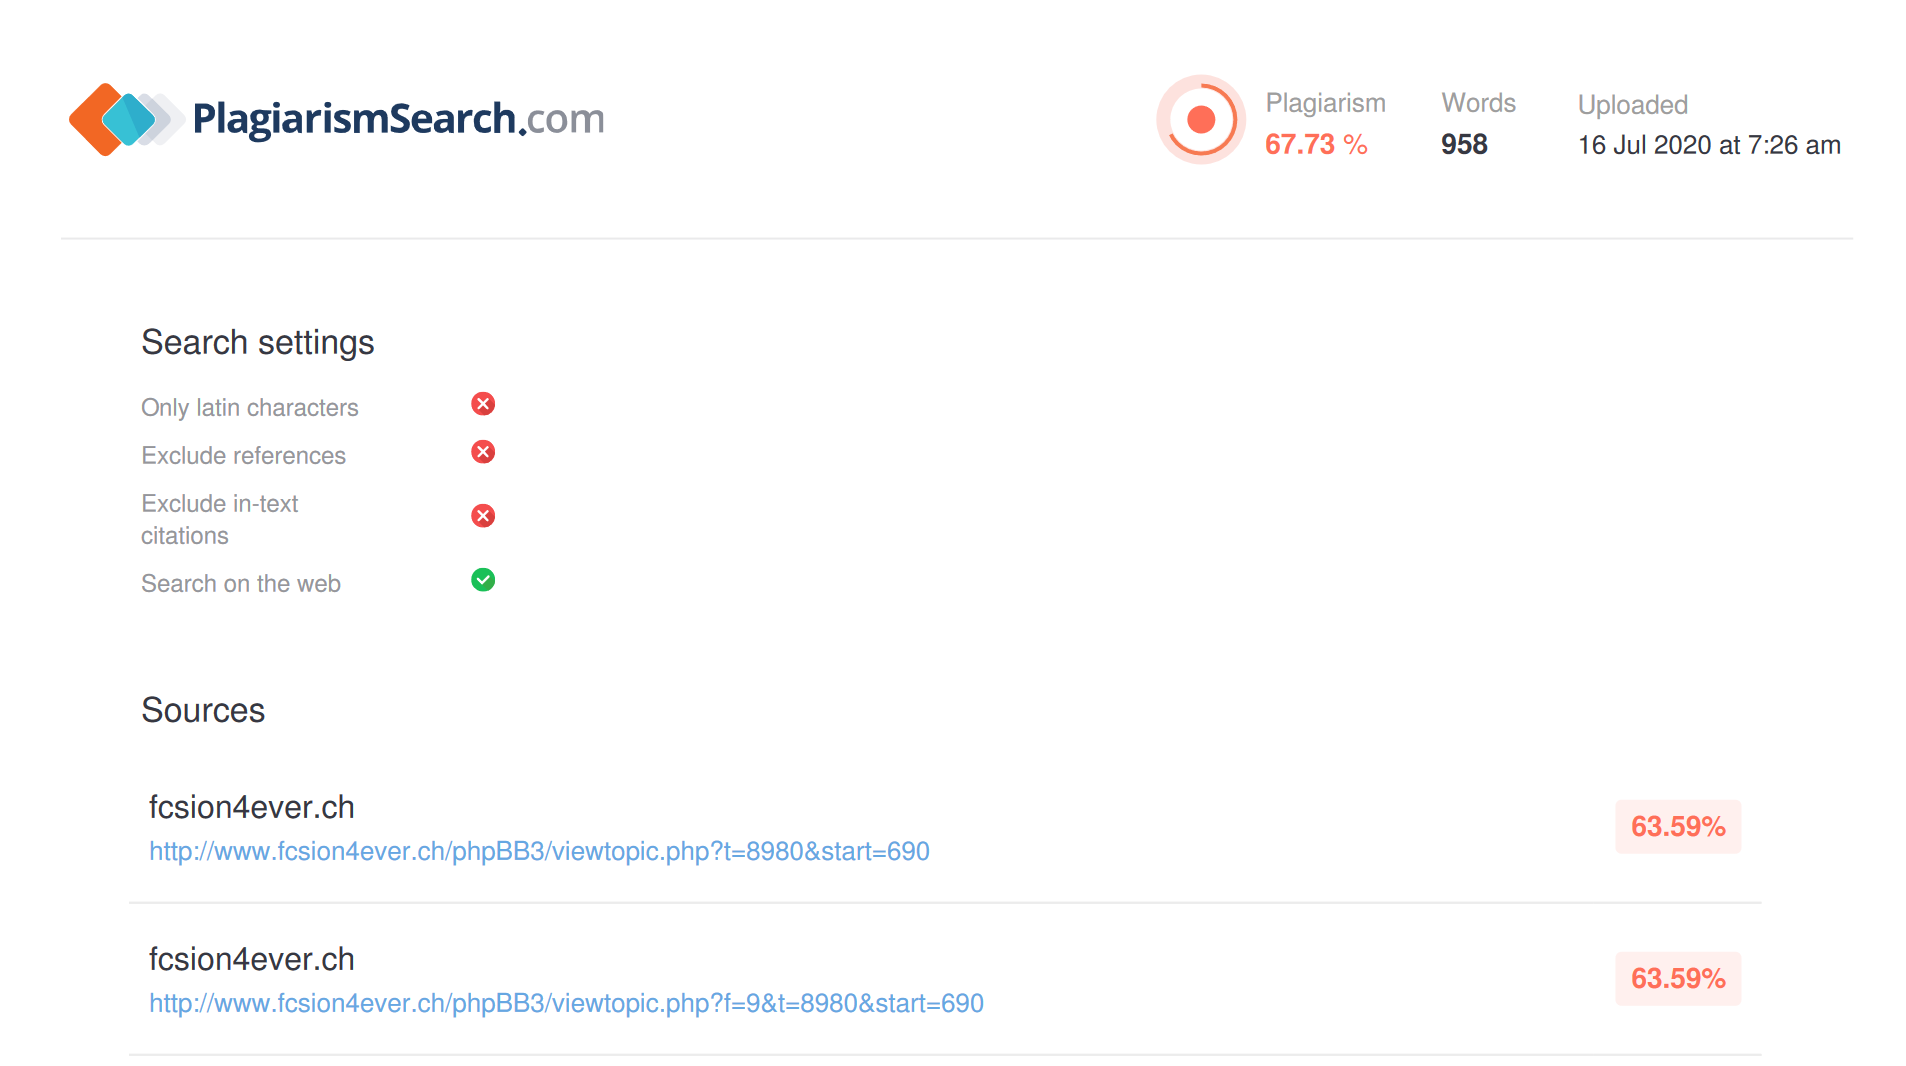 PlagiarismSearch.com
Plagiarism
67.73 %
Words
958
Uploaded
16 Jul 2020 at 7:26 am
Search settings
Only latin characters
Exclude references
Exclude in-text
citations
Search on the web
Sources
fcsion4ever.ch
http://www.fcsion4ever.ch/phpBB3/viewtopic.php?t=8980&start=690
63.59%
fcsion4ever.ch
http://www.fcsion4ever.ch/phpBB3/viewtopic.php?f=9&t=8980&start=690
63.59%